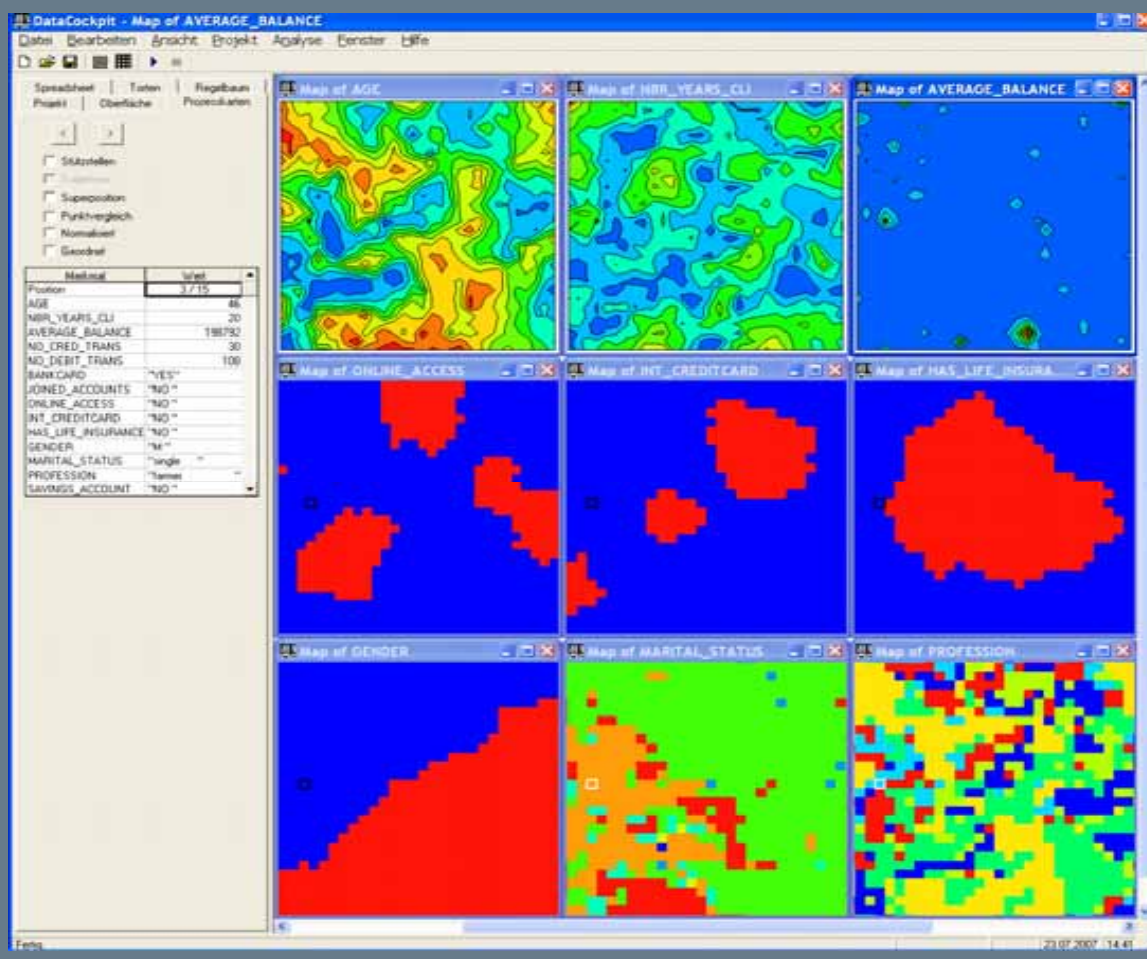 DataCockpit - Map of AVERAGE_BALANCE
Datei Bearbeiten Ansicht Projekt Analyse Fenster Hilfe
Spreadsheet Torten Regelbaum
Projekt Oberfläche Prozesskarten
< >
Stützstellen
Superposition
Punktvergleich
Normalisiert
Geordnet
Merkmal Wert
Position 3 / 15
AGE 46
NBR_YEARS_CLI 20
AVERAGE_BALANCE 198792
NO_CRED_TRANS 30
NO_DEBIT_TRANS 108
BANKCARD "YES"
JOINED_ACCOUNTS "NO "
ONLINE_ACCESS "NO "
INT_CREDITCARD "NO "
HAS_LIFE_INSURANCE "NO "
GENDER "M "
MARITAL_STATUS "single "
PROFESSION "farmer "
SAVINGS_ACCOUNT "NO "
Map of AGE
Map of NBR_YEARS_CLI
Map of AVERAGE_BALANCE
Map of ONLINE_ACCESS
Map of INT_CREDITCARD
Map of HAS_LIFE_INSURA...
Map of GENDER
Map of MARITAL_STATUS
Map of PROFESSION
Fertig
23.07.2007 14:41